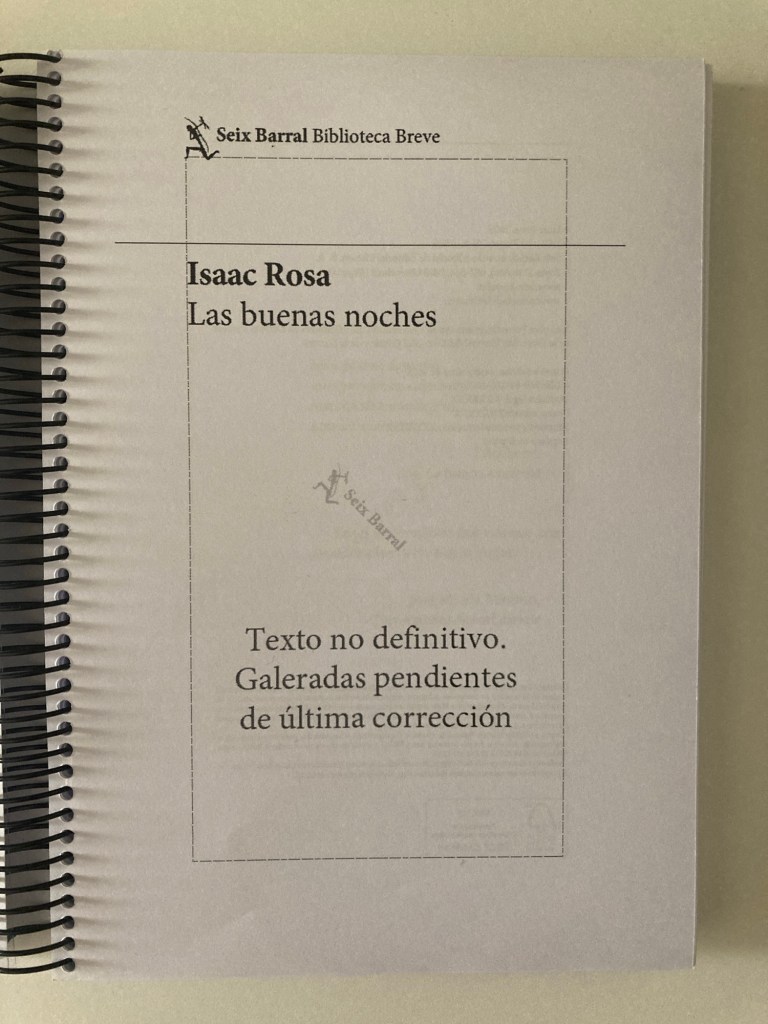 Seix Barral Biblioteca Breve
Isaac Rosa
Las buenas noches
Seix Barral
Texto no definitivo.
Galeradas pendientes
de última corrección